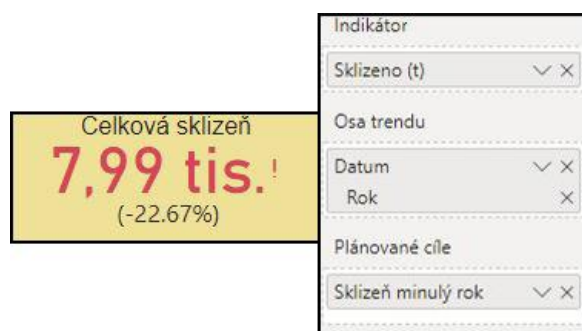 Celková sklizeň
7,99 tis.!
(-22.67%)
Indikátor
Sklizeno (t)
Osa trendu
Datum
Rok
Plánované cíle
Sklizeň minulý rok